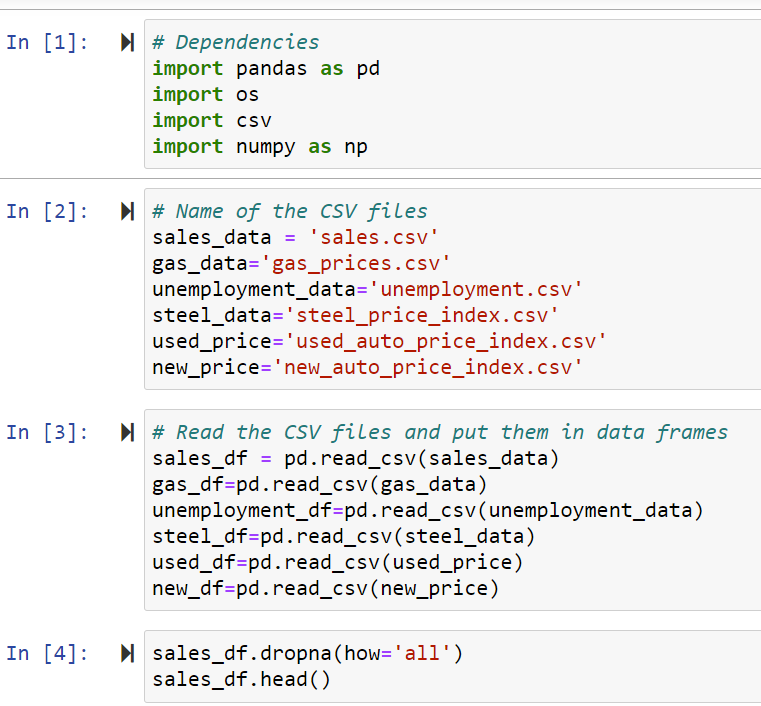 In [1]:
# Dependencies
import pandas as pd
import os
import csv
import numpy as np
In [2]:
# Name of the CSV files
sales_data = 'sales.csv'
gas_data='gas_prices.csv'
unemployment_data='unemployment.csv'
steel_data='steel_price_index.csv'
used_price='used_auto_price_index.csv'
new_price='new_auto_price_index.csv'
In [3]:
# Read the CSV files and put them in data frames
sales_df = pd.read_csv(sales_data)
gas_df=pd.read_csv(gas_data)
unemployment_df=pd.read_csv(unemployment_data)
steel_df=pd.read_csv(steel_data)
used_df=pd.read_csv(used_price)
new_df=pd.read_csv(new_price)
In [4]:
sales_df.dropna(how='all')
sales_df.head()